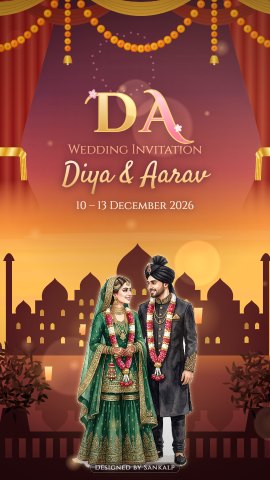 DA
Wedding Invitation
Diya & Aarav
10 – 13 December 2026
Designed by Sankalp